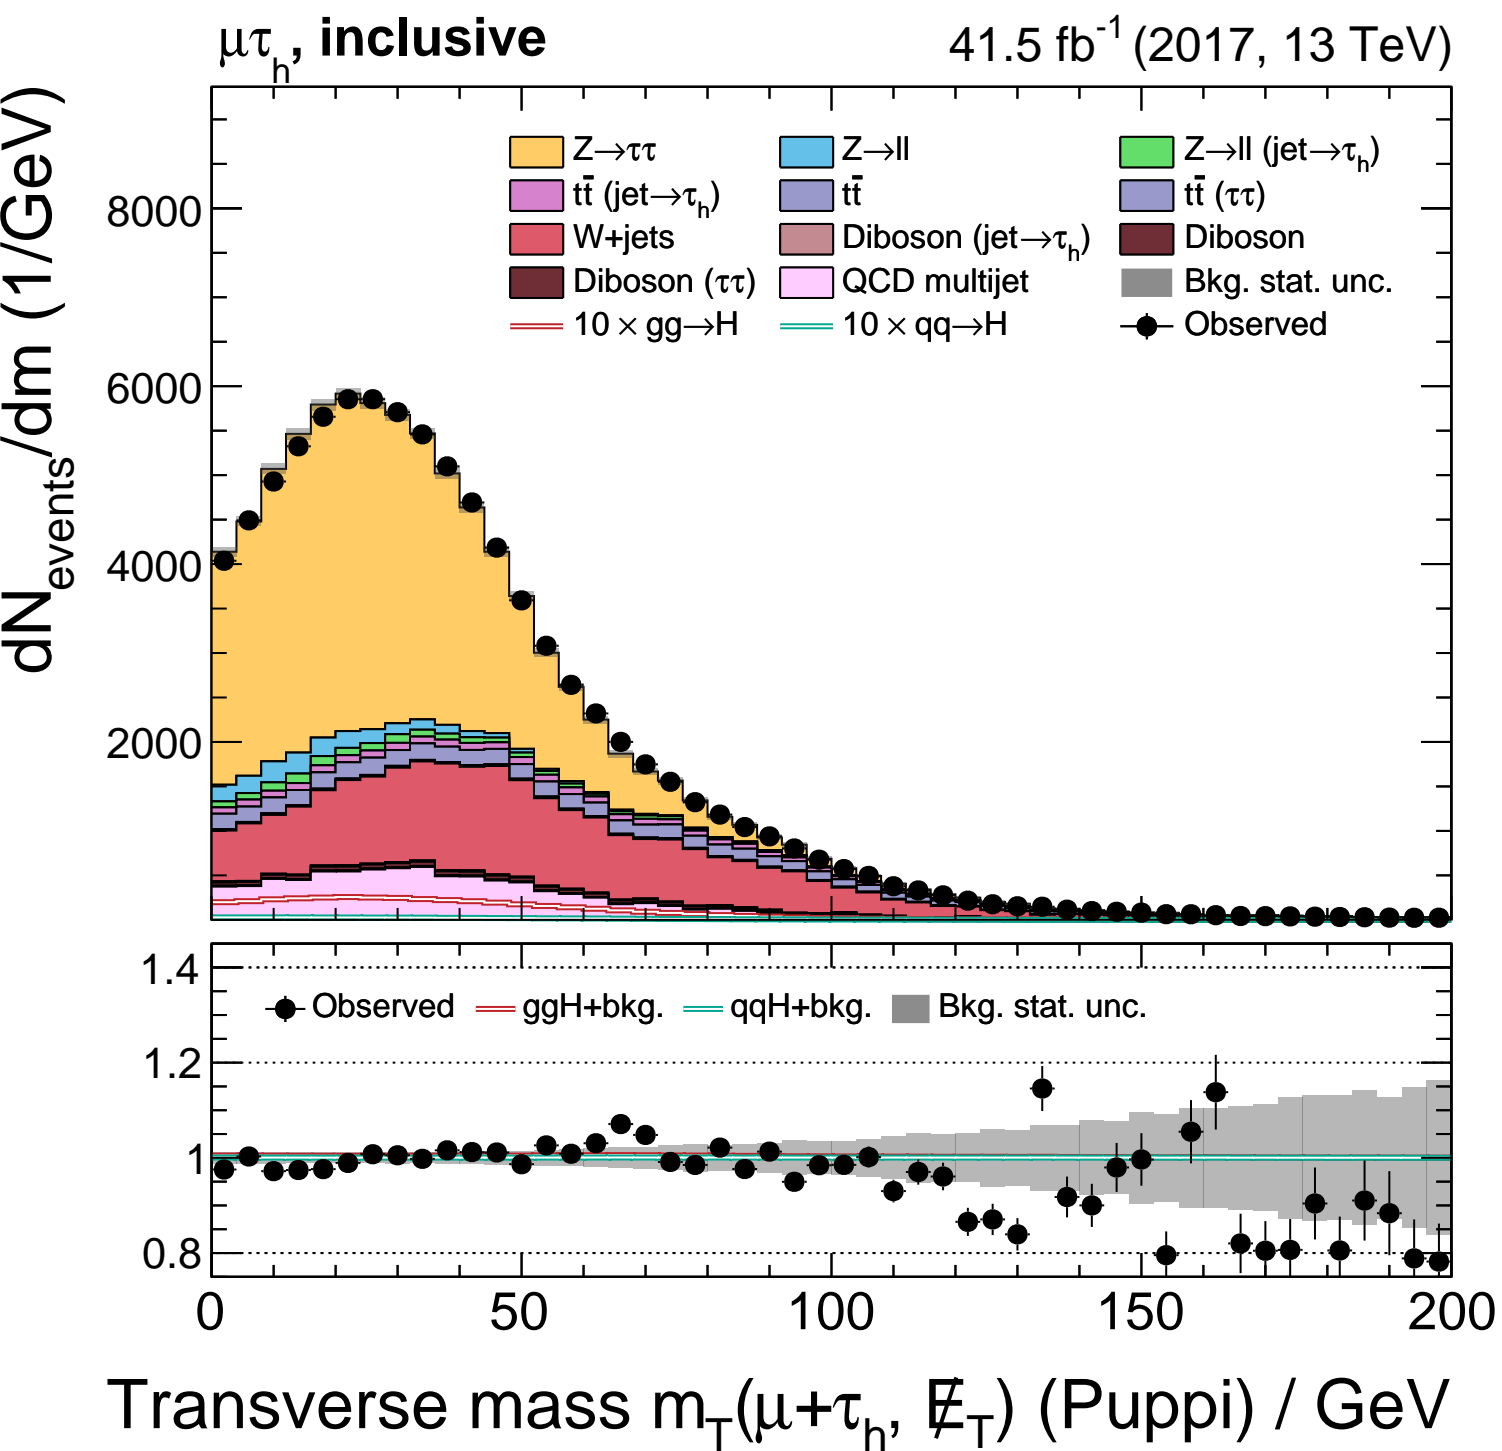 μτh, inclusive 41.5 fb-1 (2017, 13 TeV)
dNevents/dm (1/GeV)
Z→ττ Z→ll Z→ll (jet→τh)
tt̄ (jet→τh) tt̄ tt̄ (ττ)
W+jets Diboson (jet→τh) Diboson
Diboson (ττ) QCD multijet Bkg. stat. unc.
10 × gg→H 10 × qq→H Observed
8000
6000
4000
2000
1.4
Observed ggH+bkg. qqH+bkg. Bkg. stat. unc.
1.2
1
0.8
0 50 100 150 200
Transverse mass mT(μ+τh, E̸T) (Puppi) / GeV